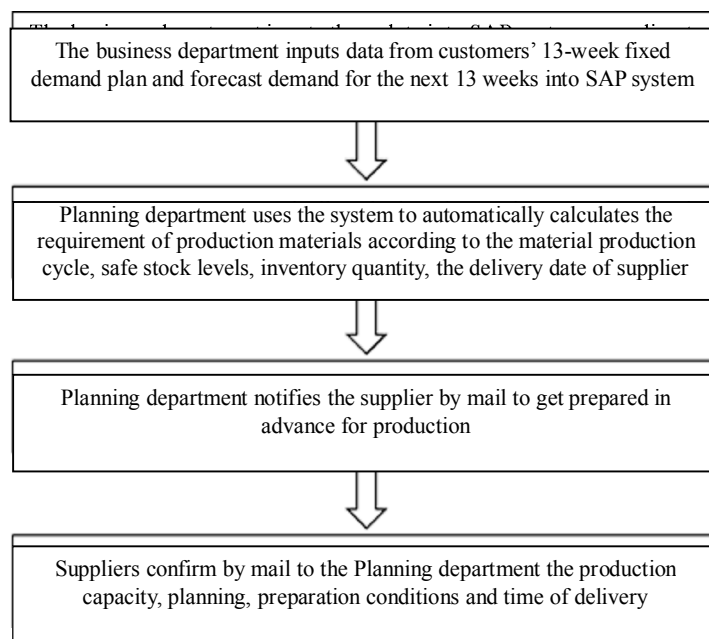 The business department inputs data from customers’ 13-week fixed
demand plan and forecast demand for the next 13 weeks into SAP system
Planning department uses the system to automatically calculates the
requirement of production materials according to the material production
cycle, safe stock levels, inventory quantity, the delivery date of supplier
Planning department notifies the supplier by mail to get prepared in
advance for production
Suppliers confirm by mail to the Planning department the production
capacity, planning, preparation conditions and time of delivery